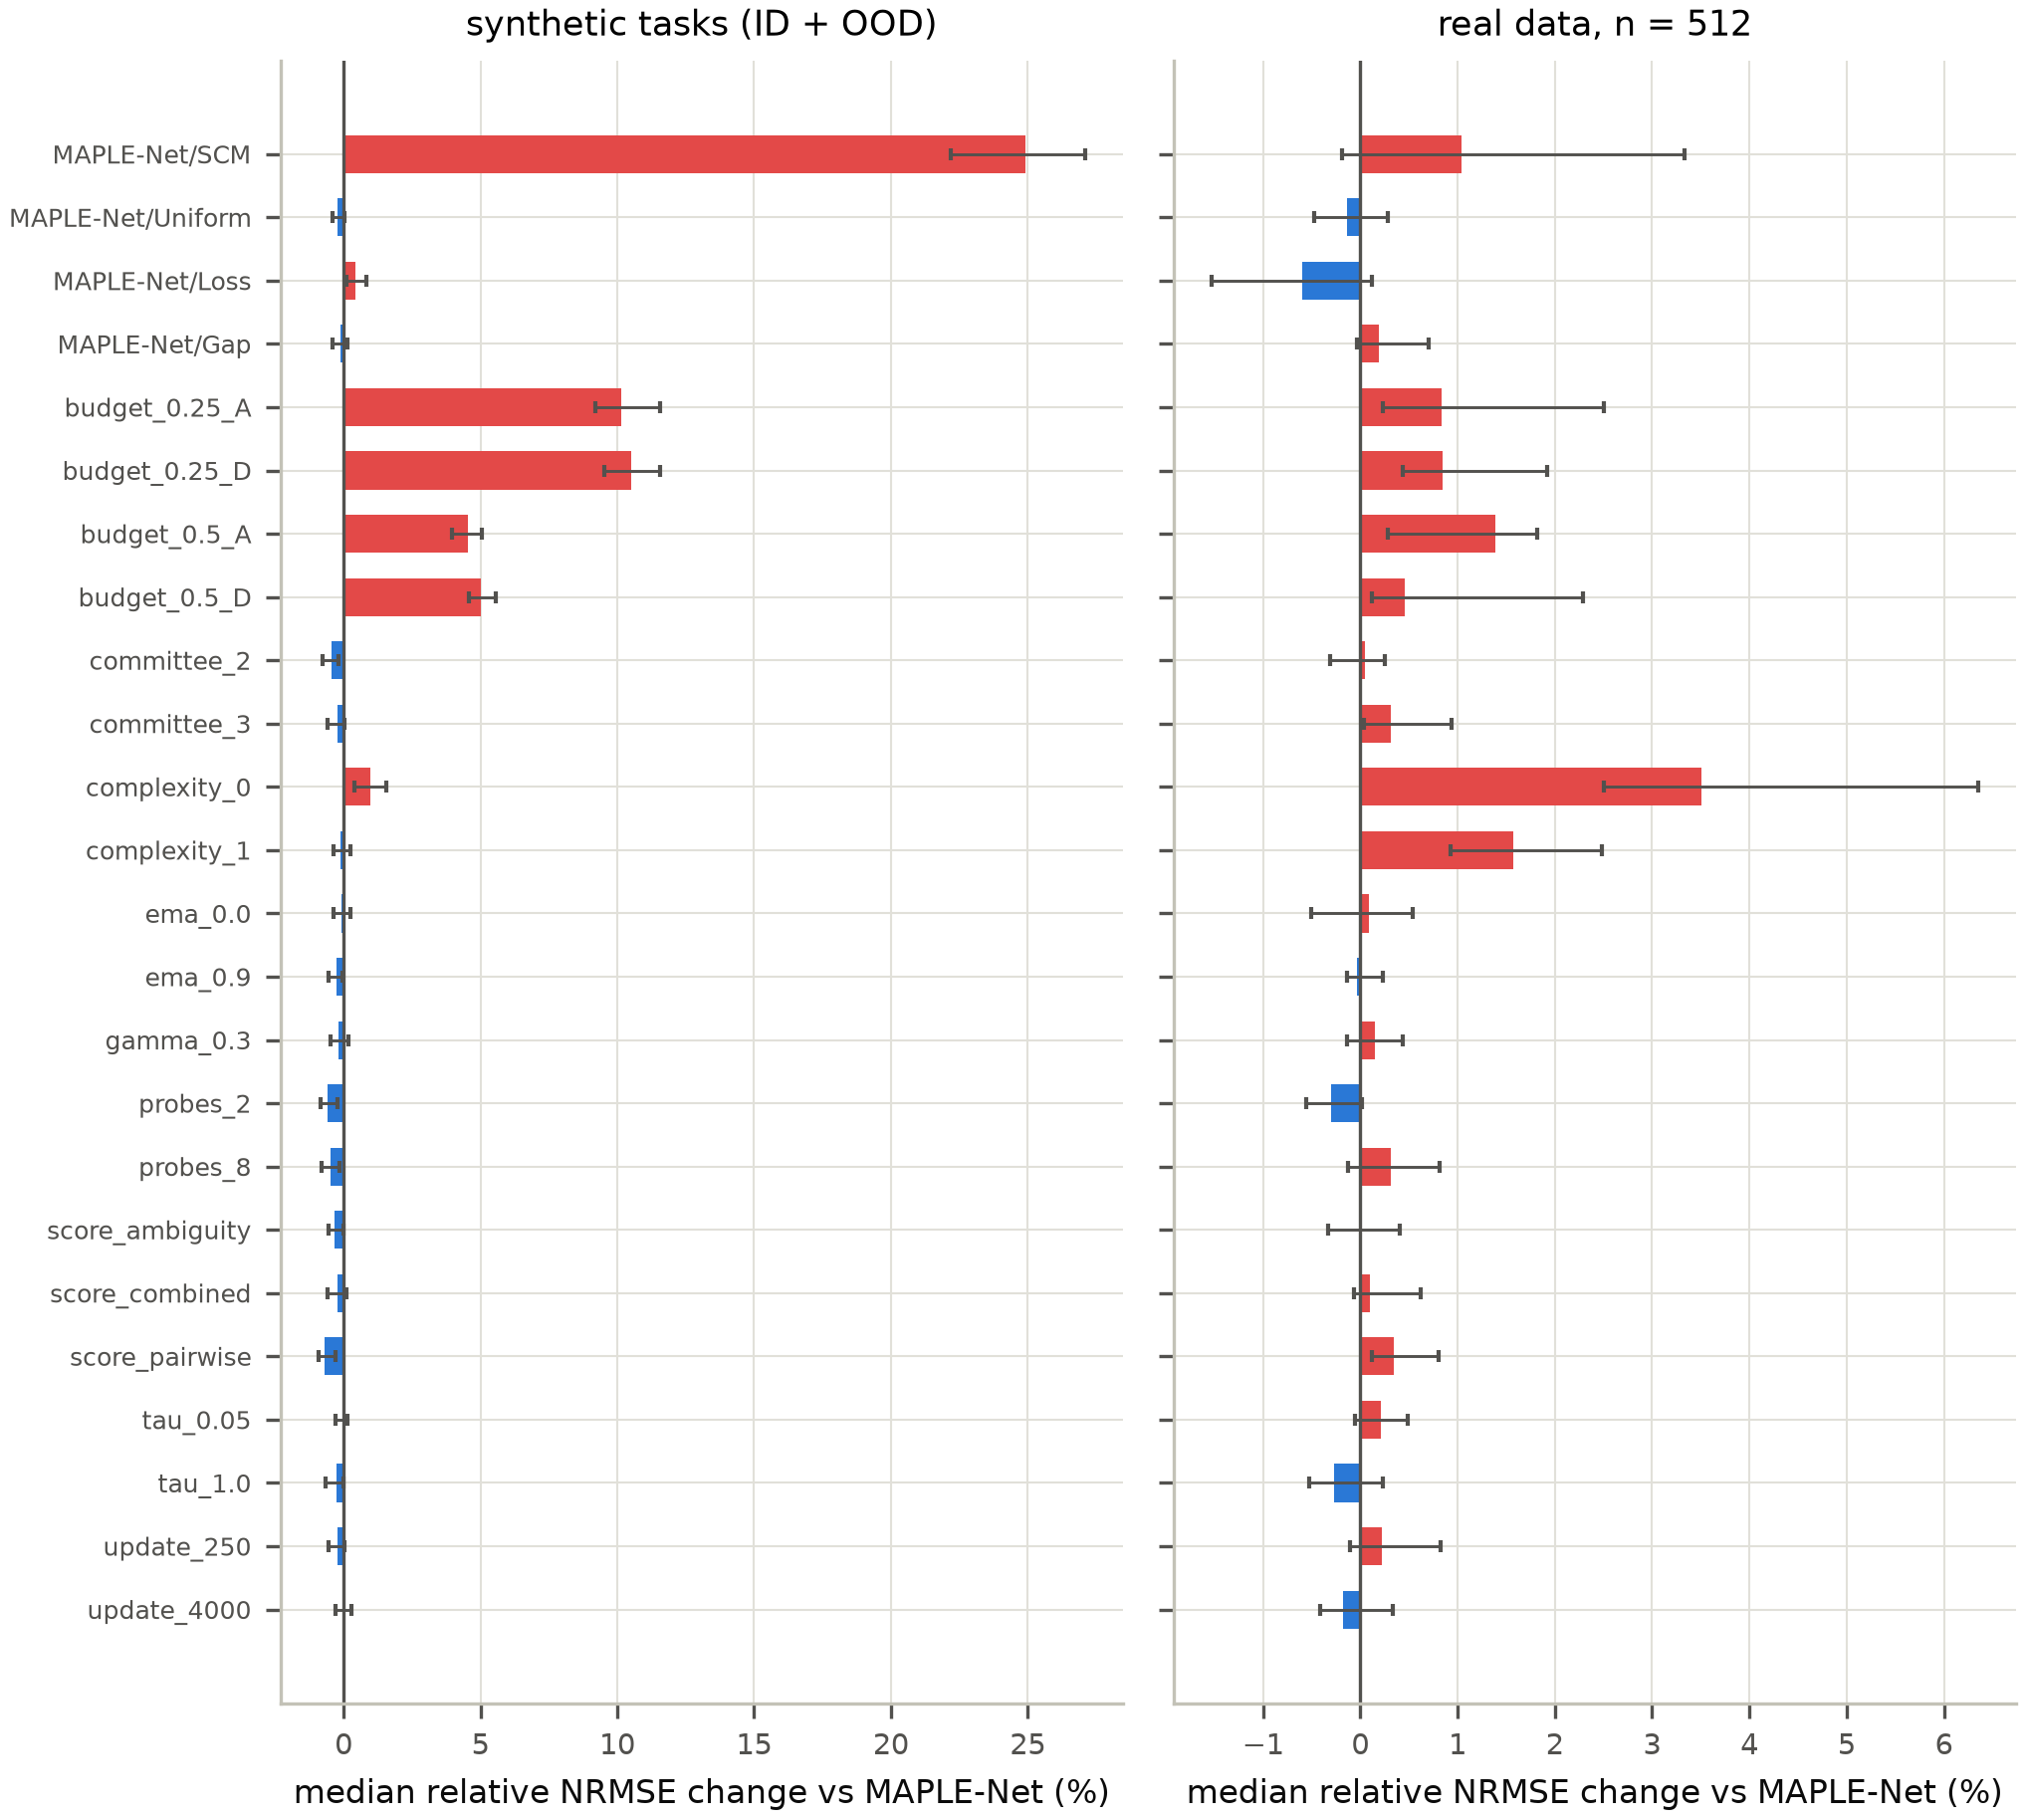 synthetic tasks (ID + OOD)
real data, n = 512
MAPLE-Net/SCM
MAPLE-Net/Uniform
MAPLE-Net/Loss
MAPLE-Net/Gap
budget_0.25_A
budget_0.25_D
budget_0.5_A
budget_0.5_D
committee_2
committee_3
complexity_0
complexity_1
ema_0.0
ema_0.9
gamma_0.3
probes_2
probes_8
score_ambiguity
score_combined
score_pairwise
tau_0.05
tau_1.0
update_250
update_4000
0 5 10 15 20 25
−1 0 1 2 3 4 5 6
median relative NRMSE change vs MAPLE-Net (%)
median relative NRMSE change vs MAPLE-Net (%)